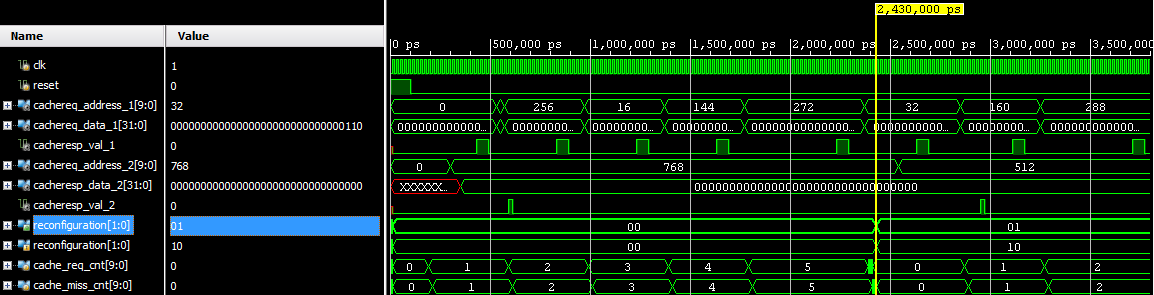 2,430,000 ps
Name Value
0 ps 500,000 ps 1,000,000 ps 1,500,000 ps 2,000,000 ps 2,500,000 ps 3,000,000 ps 3,500,000
clk 1
reset 0
cachereq_address_1[9:0] 32 0 256 16 144 272 32 160 288
cachereq_data_1[31:0] 00000000000000000000000000000110 000000000000... 00000000... 00000000... 00000000... 000000000000... 000000000... 00000000... 000000000000...
cacheresp_val_1 0
cachereq_address_2[9:0] 768 0 768 512
cacheresp_data_2[31:0] 00000000000000000000000000000000 XXXXXX... 00000000000000000000000000000000
cacheresp_val_2 0
reconfiguration[1:0] 01 00 01
reconfiguration[1:0] 10 00 10
cache_req_cnt[9:0] 0 0 1 2 3 4 5 0 1 2
cache_miss_cnt[9:0] 0 0 1 2 3 4 5 0 1 2